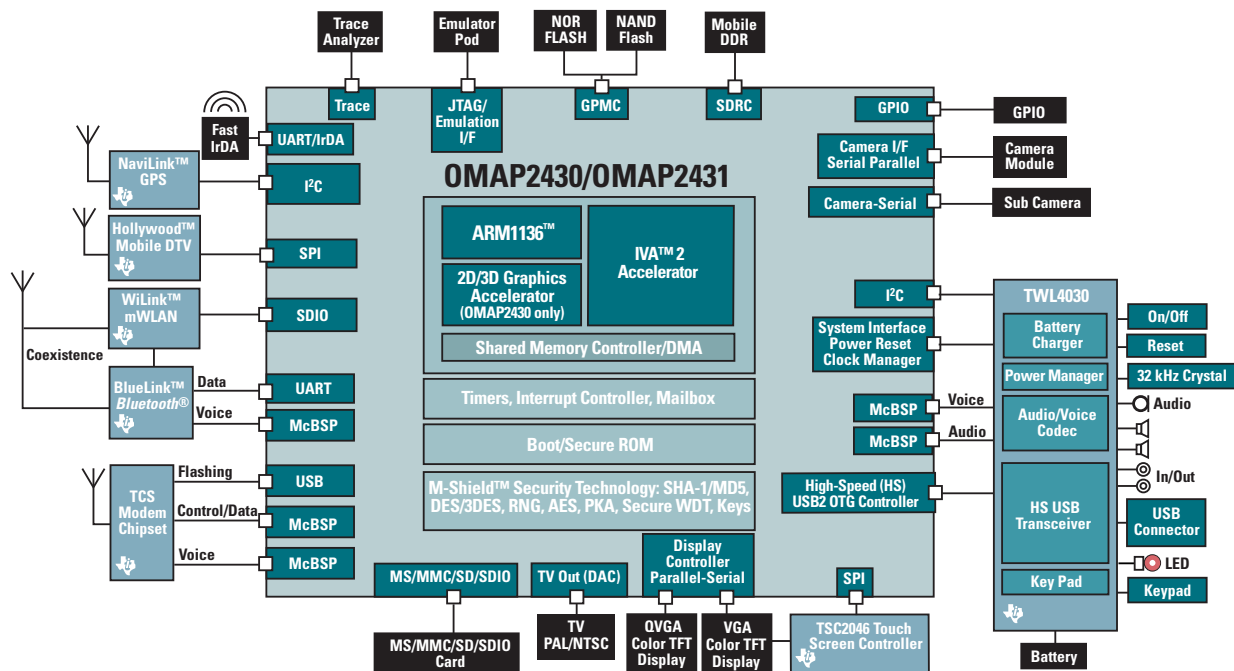 Trace
Analyzer
Emulator
Pod
NOR
FLASH
NAND
Flash
Mobile
DDR
Trace
JTAG/
Emulation
I/F
GPMC
SDRC
GPIO
GPIO
Fast
IrDA
UART/IrDA
Camera I/F
Serial Parallel
Camera
Module
NaviLink™
GPS
I²C
OMAP2430/OMAP2431
Camera-Serial
Sub Camera
Hollywood™
Mobile DTV
SPI
ARM1136™
IVA™ 2
Accelerator
2D/3D Graphics
Accelerator
(OMAP2430 only)
Shared Memory Controller/DMA
WiLink™
mWLAN
SDIO
Coexistence
BlueLink™
Bluetooth®
Data
UART
Voice
McBSP
Timers, Interrupt Controller, Mailbox
Boot/Secure ROM
M-Shield™ Security Technology: SHA-1/MD5,
DES/3DES, RNG, AES, PKA, Secure WDT, Keys
I²C
System Interface
Power Reset
Clock Manager
McBSP
Voice
McBSP
Audio
High-Speed (HS)
USB2 OTG Controller
TWL4030
Battery
Charger
Power Manager
Audio/Voice
Codec
HS USB
Transceiver
Key Pad
On/Off
Reset
32 kHz Crystal
Audio
In/Out
USB
Connector
LED
Keypad
Battery
TCS
Modem
Chipset
Flashing
USB
Control/Data
McBSP
Voice
McBSP
MS/MMC/SD/SDIO
TV Out (DAC)
Display
Controller
Parallel-Serial
SPI
MS/MMC/SD/SDIO
Card
TV
PAL/NTSC
QVGA
Color TFT
Display
VGA
Color TFT
Display
TSC2046 Touch
Screen Controller